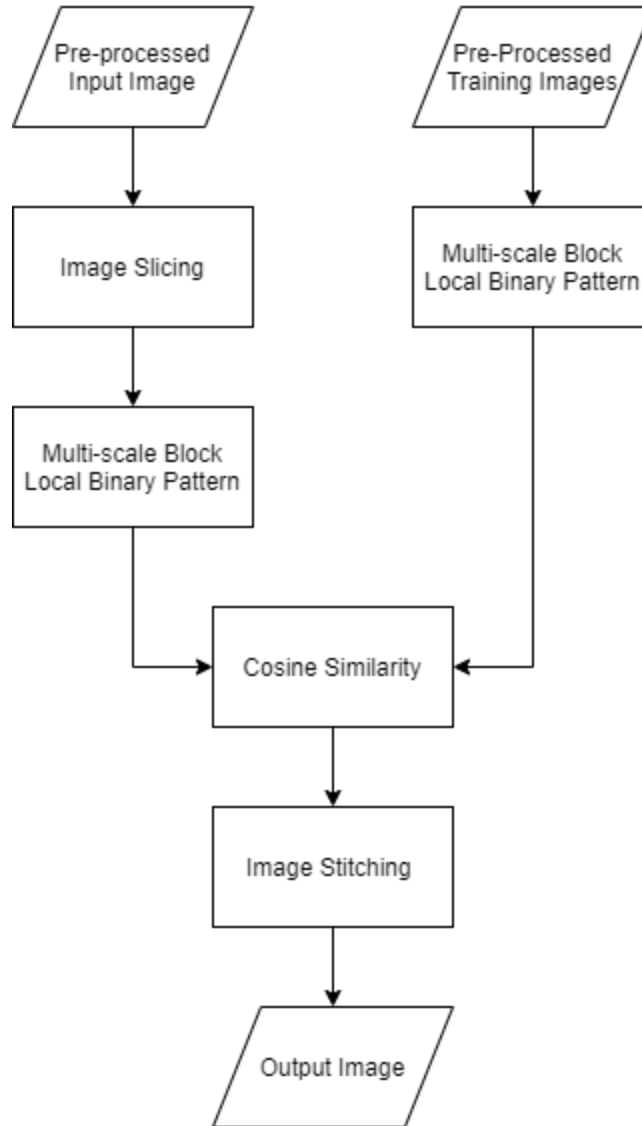 Pre-processed
Input Image
Pre-Processed
Training Images
Image Slicing
Multi-scale Block
Local Binary Pattern
Multi-scale Block
Local Binary Pattern
Cosine Similarity
Image Stitching
Output Image